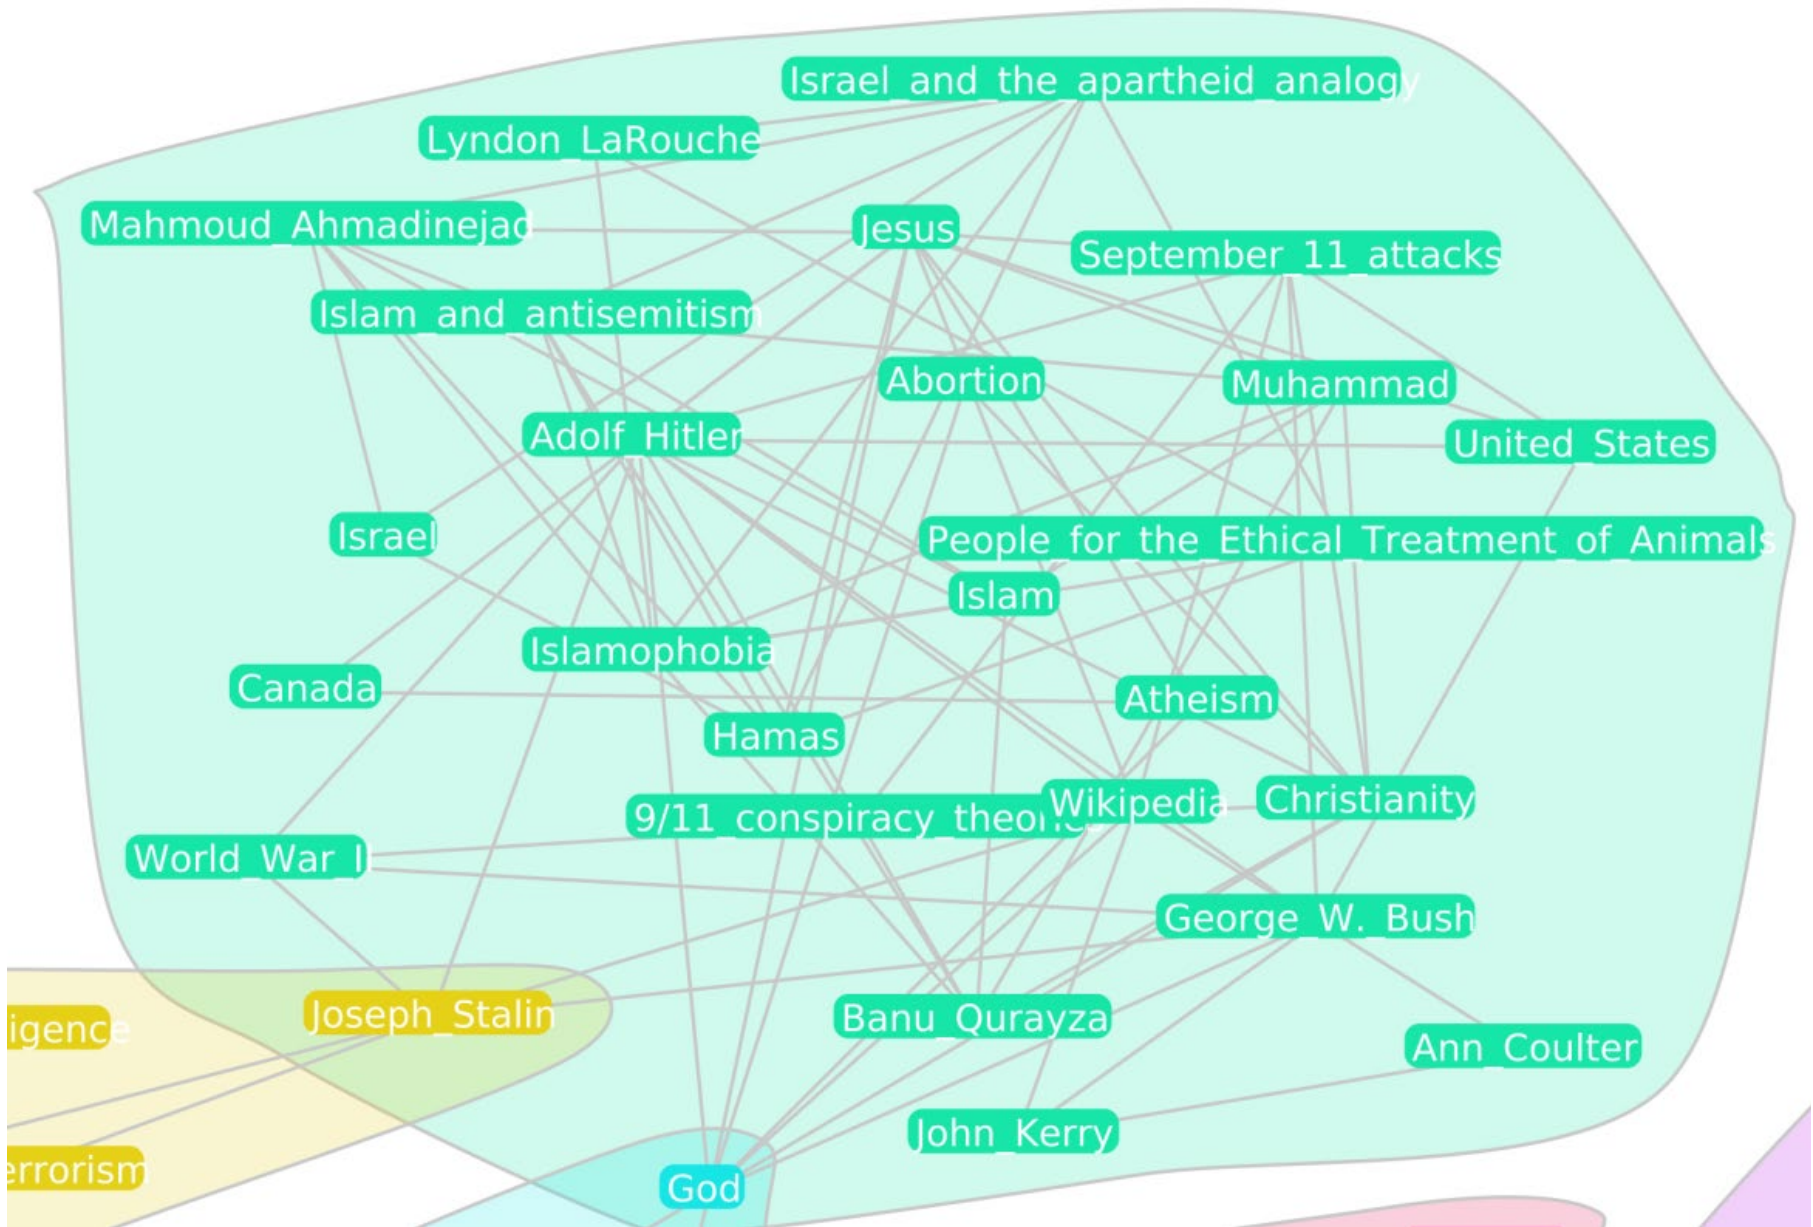 Israel_and_the_apartheid_analogy
Lyndon_LaRouche
Mahmoud_Ahmadinejad
Jesus
September_11_attacks
Islam_and_antisemitism
Abortion
Muhammad
Adolf_Hitler
United_States
Israel
People_for_the_Ethical_Treatment_of_Animals
Islam
Islamophobia
Canada
Atheism
Hamas
9/11_conspiracy_theories
Wikipedia
Christianity
World_War_II
George_W._Bush
Joseph_Stalin
igence
Banu_Qurayza
Ann_Coulter
John_Kerry
errorism
God